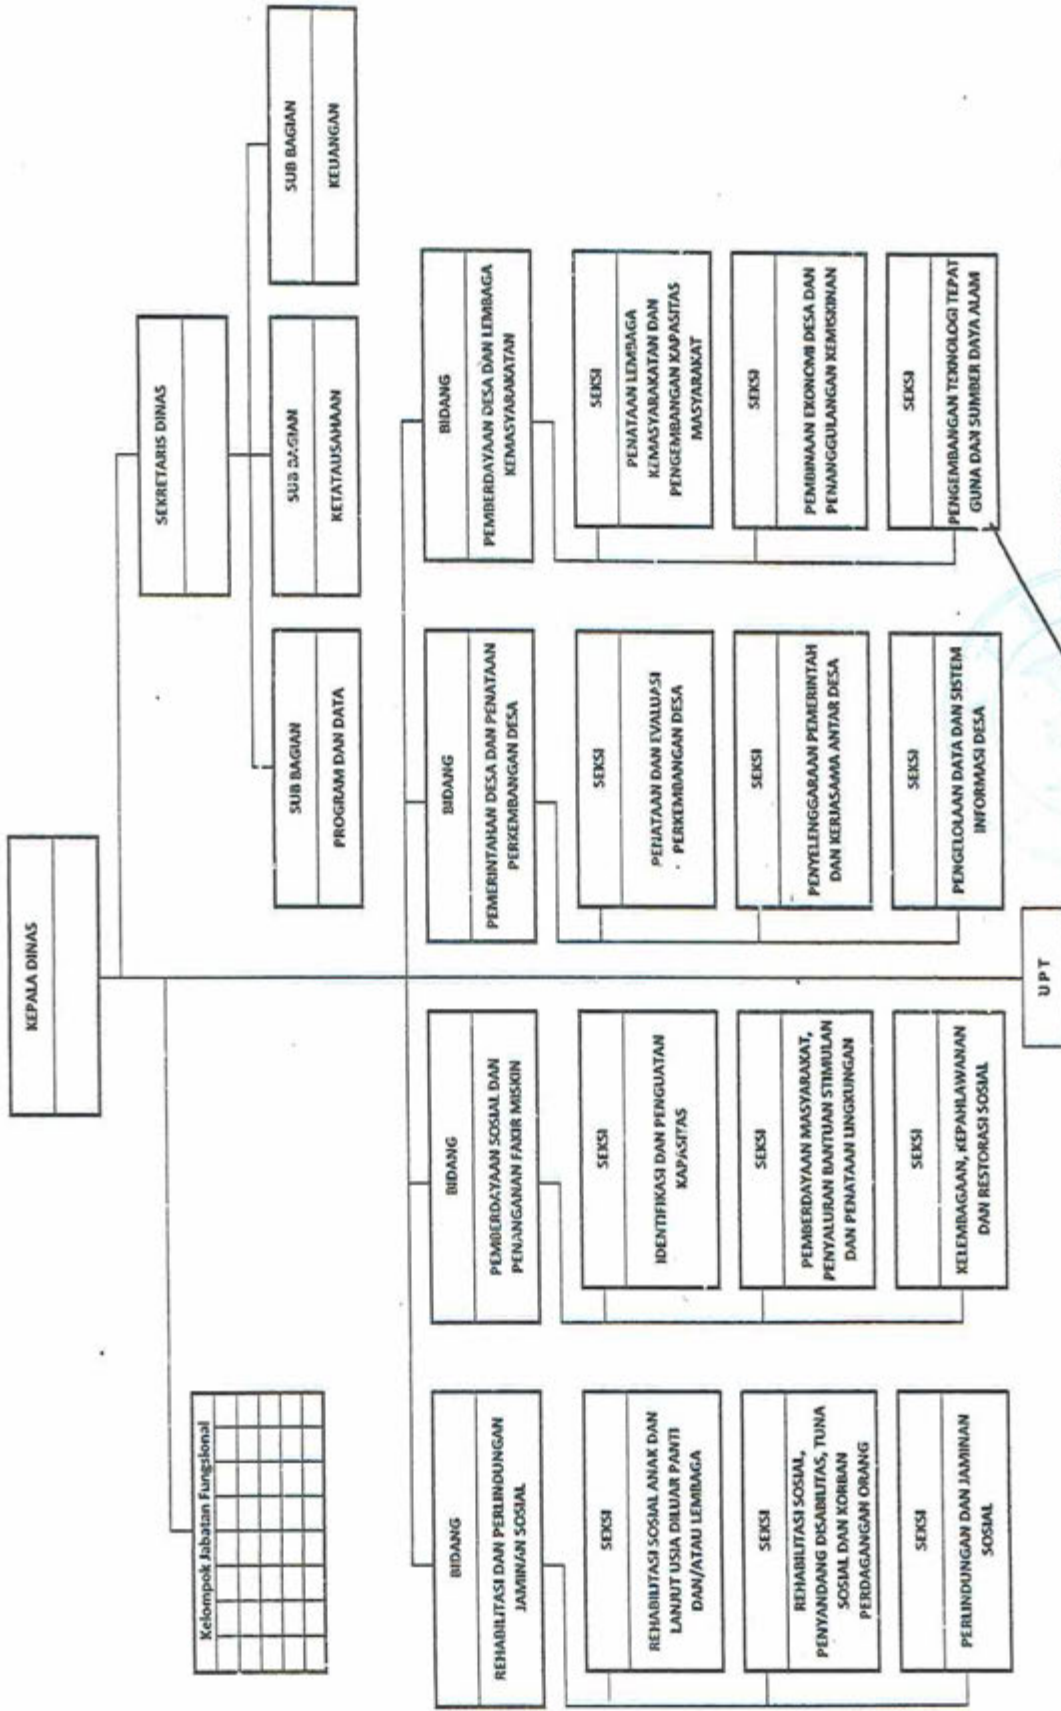 KEPALA DINAS
SEKRETARIS DINAS
Kelompok Jabatan Fungsional
SUB BAGIAN
PROGRAM DAN DATA
SUB BAGIAN
KETATAUSAHAAN
SUB BAGIAN
KEUANGAN
BIDANG
REHABILITASI DAN PERLINDUNGAN
JAMINAN SOSIAL
SEKSI
REHABILITASI SOSIAL ANAK DAN
LANJUT USIA DILUAR PANTI
DAN/ATAU LEMBAGA
SEKSI
REHABILITASI SOSIAL,
PENYANDANG DISABILITAS, TUNA
SOSIAL DAN KORBAN
PERDAGANGAN ORANG
SEKSI
PERLINDUNGAN DAN JAMINAN
SOSIAL
BIDANG
PEMBERDAYAAN SOSIAL DAN
PENANGANAN FAKIR MISKIN
SEKSI
IDENTIFIKASI DAN PENGUATAN
KAPASITAS
SEKSI
PEMBERDAYAAN MASYARAKAT,
PENYALURAN BANTUAN STIMULAN
DAN PENATAAN LINGKUNGAN
SEKSI
KELEMBAGAAN, KEPAHLAWANAN
DAN RESTORASI SOSIAL
BIDANG
PEMERINTAHAN DESA DAN PENATAAN
PERKEMBANGAN DESA
SEKSI
PENATAAN DAN EVALUASI
PERKEMBANGAN DESA
SEKSI
PENYELENGGARAAN PEMERINTAH
DAN KERJASAMA ANTAR DESA
SEKSI
PENGELOLAAN DATA DAN SISTEM
INFORMASI DESA
BIDANG
PEMBERDAYAAN DESA DAN LEMBAGA
KEMASYARAKATAN
SEKSI
PENATAAN LEMBAGA
KEMASYARAKATAN DAN
PENGEMBANGAN KAPASITAS
MASYARAKAT
SEKSI
PEMBINAAN EKONOMI DESA DAN
PENANGGULANGAN KEMISKINAN
SEKSI
PENGEMBANGAN TEKNOLOGI TEPAT
GUNA DAN SUMBER DAYA ALAM
UPT